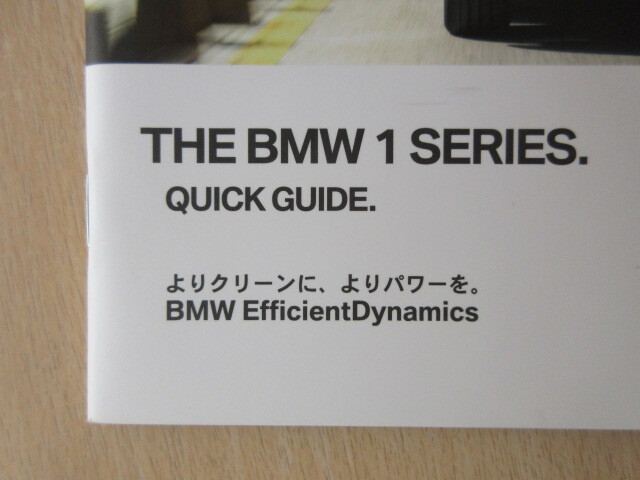 THE BMW 1 SERIES.
QUICK GUIDE.
よりクリーンに、よりパワーを。
BMW EfficientDynamics